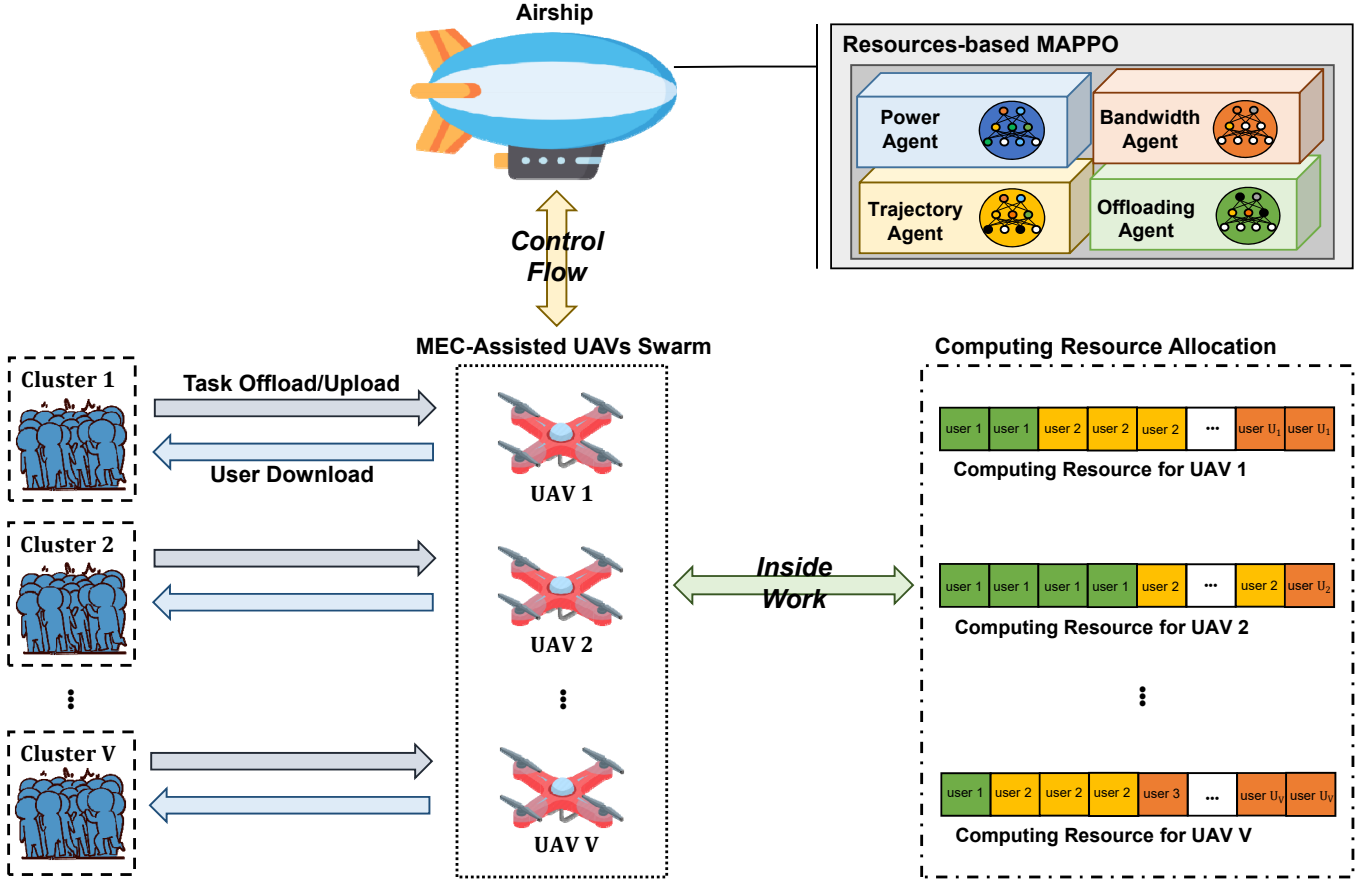 Airship
Resources-based MAPPO
Power
Agent
Bandwidth
Agent
Trajectory
Agent
Offloading
Agent
Control
Flow
MEC-Assisted UAVs Swarm
Computing Resource Allocation
Cluster 1
Task Offload/Upload
User Download
UAV 1
user 1 user 1 user 2 user 2 user 2 ... user U₁ user U₁
Computing Resource for UAV 1
Cluster 2
UAV 2
Inside
Work
user 1 user 1 user 1 user 1 user 2 ... user 2 user U₂
Computing Resource for UAV 2
Cluster V
UAV V
user 1 user 2 user 2 user 2 user 3 ... user Uᵥ user Uᵥ
Computing Resource for UAV V